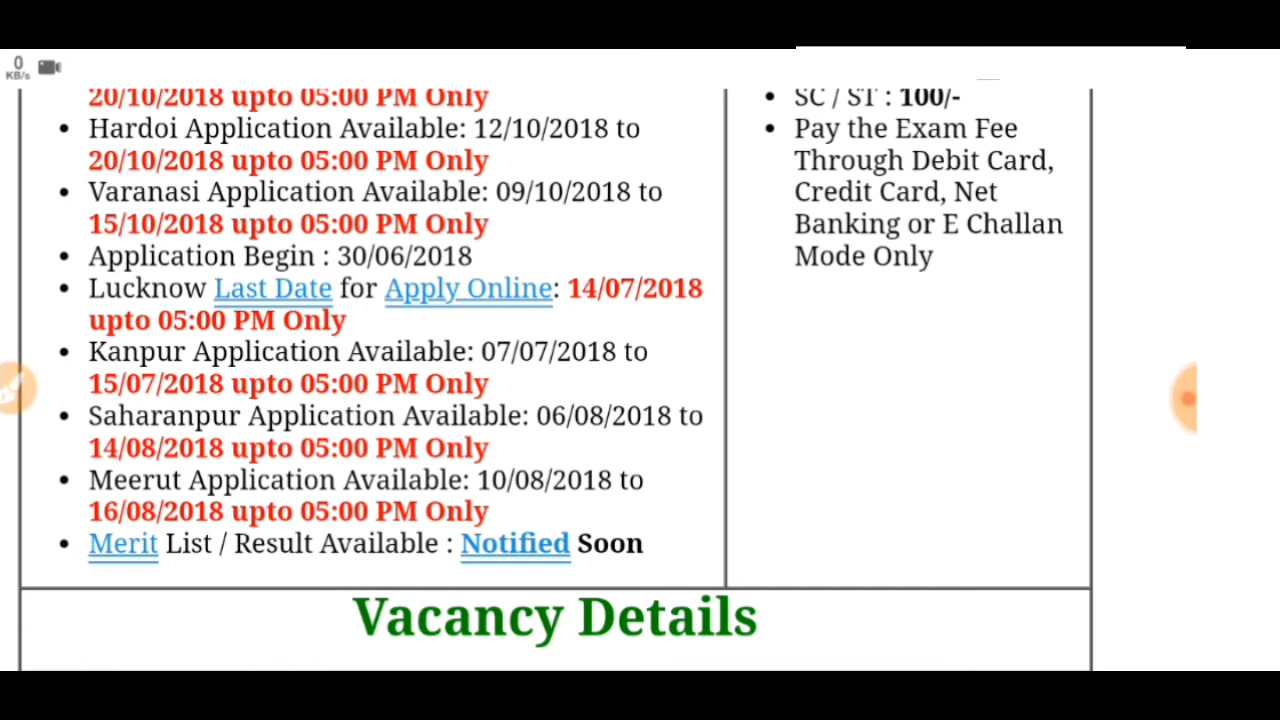 0
KB/s
20/10/2018 upto 05:00 PM Only
• Hardoi Application Available: 12/10/2018 to
20/10/2018 upto 05:00 PM Only
• Varanasi Application Available: 09/10/2018 to
15/10/2018 upto 05:00 PM Only
• Application Begin : 30/06/2018
• Lucknow Last Date for Apply Online: 14/07/2018
upto 05:00 PM Only
• Kanpur Application Available: 07/07/2018 to
15/07/2018 upto 05:00 PM Only
• Saharanpur Application Available: 06/08/2018 to
14/08/2018 upto 05:00 PM Only
• Meerut Application Available: 10/08/2018 to
16/08/2018 upto 05:00 PM Only
• Merit List / Result Available : Notified Soon
• SC / ST : 100/-
• Pay the Exam Fee
Through Debit Card,
Credit Card, Net
Banking or E Challan
Mode Only
Vacancy Details